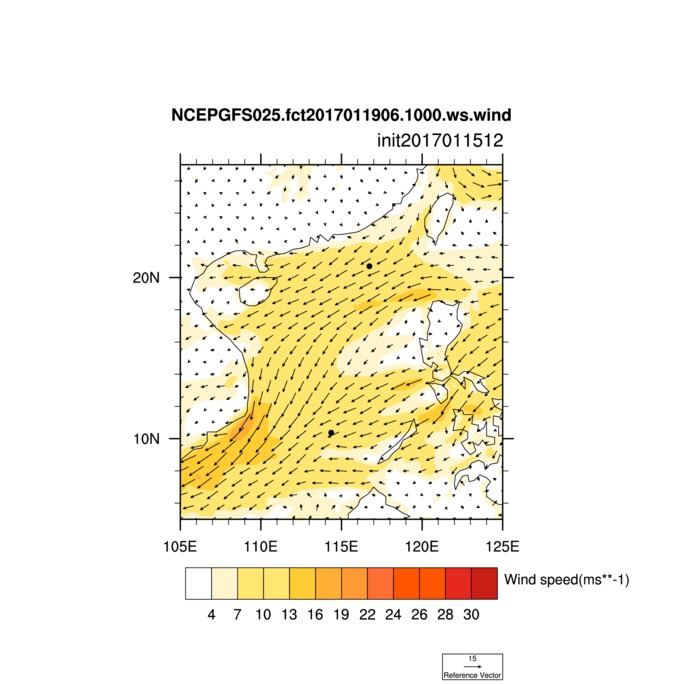 NCEPGFS025.fct2017011906.1000.ws.wind
init2017011512
20N
10N
105E 110E 115E 120E 125E
4 7 10 13 16 19 22 24 26 28 30
Wind speed(ms**-1)
15
Reference Vector